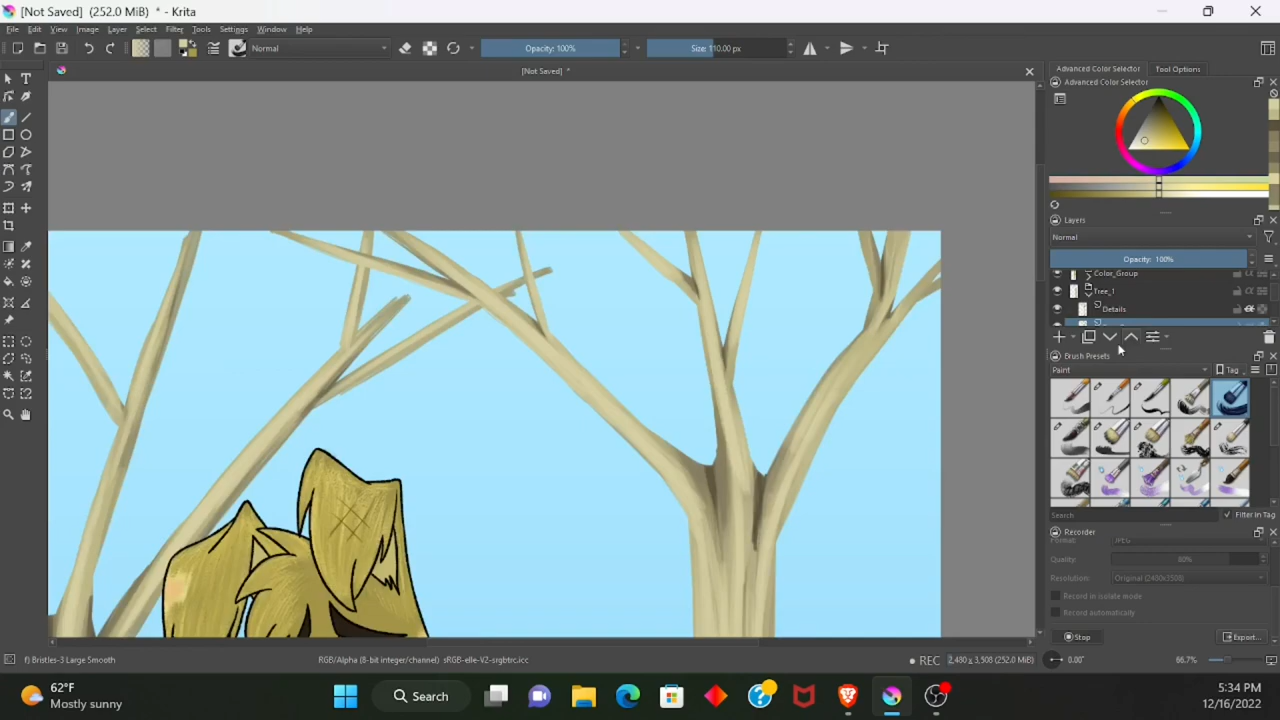 [Not Saved] (252.0 MiB) * - Krita
File Edit View Image Layer Select Filter Tools Settings Window Help
Normal Opacity: 100% Size: 110.00 px
[Not Saved] *
Advanced Color Selector Tool Options
Advanced Color Selector
Layers
Normal
Opacity: 100%
Color_Group
Tree_1
Details
Brush Presets
Paint Tag
Search Filter in Tag
Recorder
Format: JPEG
Quality: 80%
Resolution: Original (2480x3508)
Record in isolate mode
Record automatically
Stop Export...
f) Bristles-3 Large Smooth RGB/Alpha (8-bit integer/channel) sRGB-elle-V2-srgbtrc.icc REC 2,480 x 3,508 (252.0 MiB) 0.00° 66.7%
62°F
Mostly sunny
Search
5:34 PM
12/16/2022